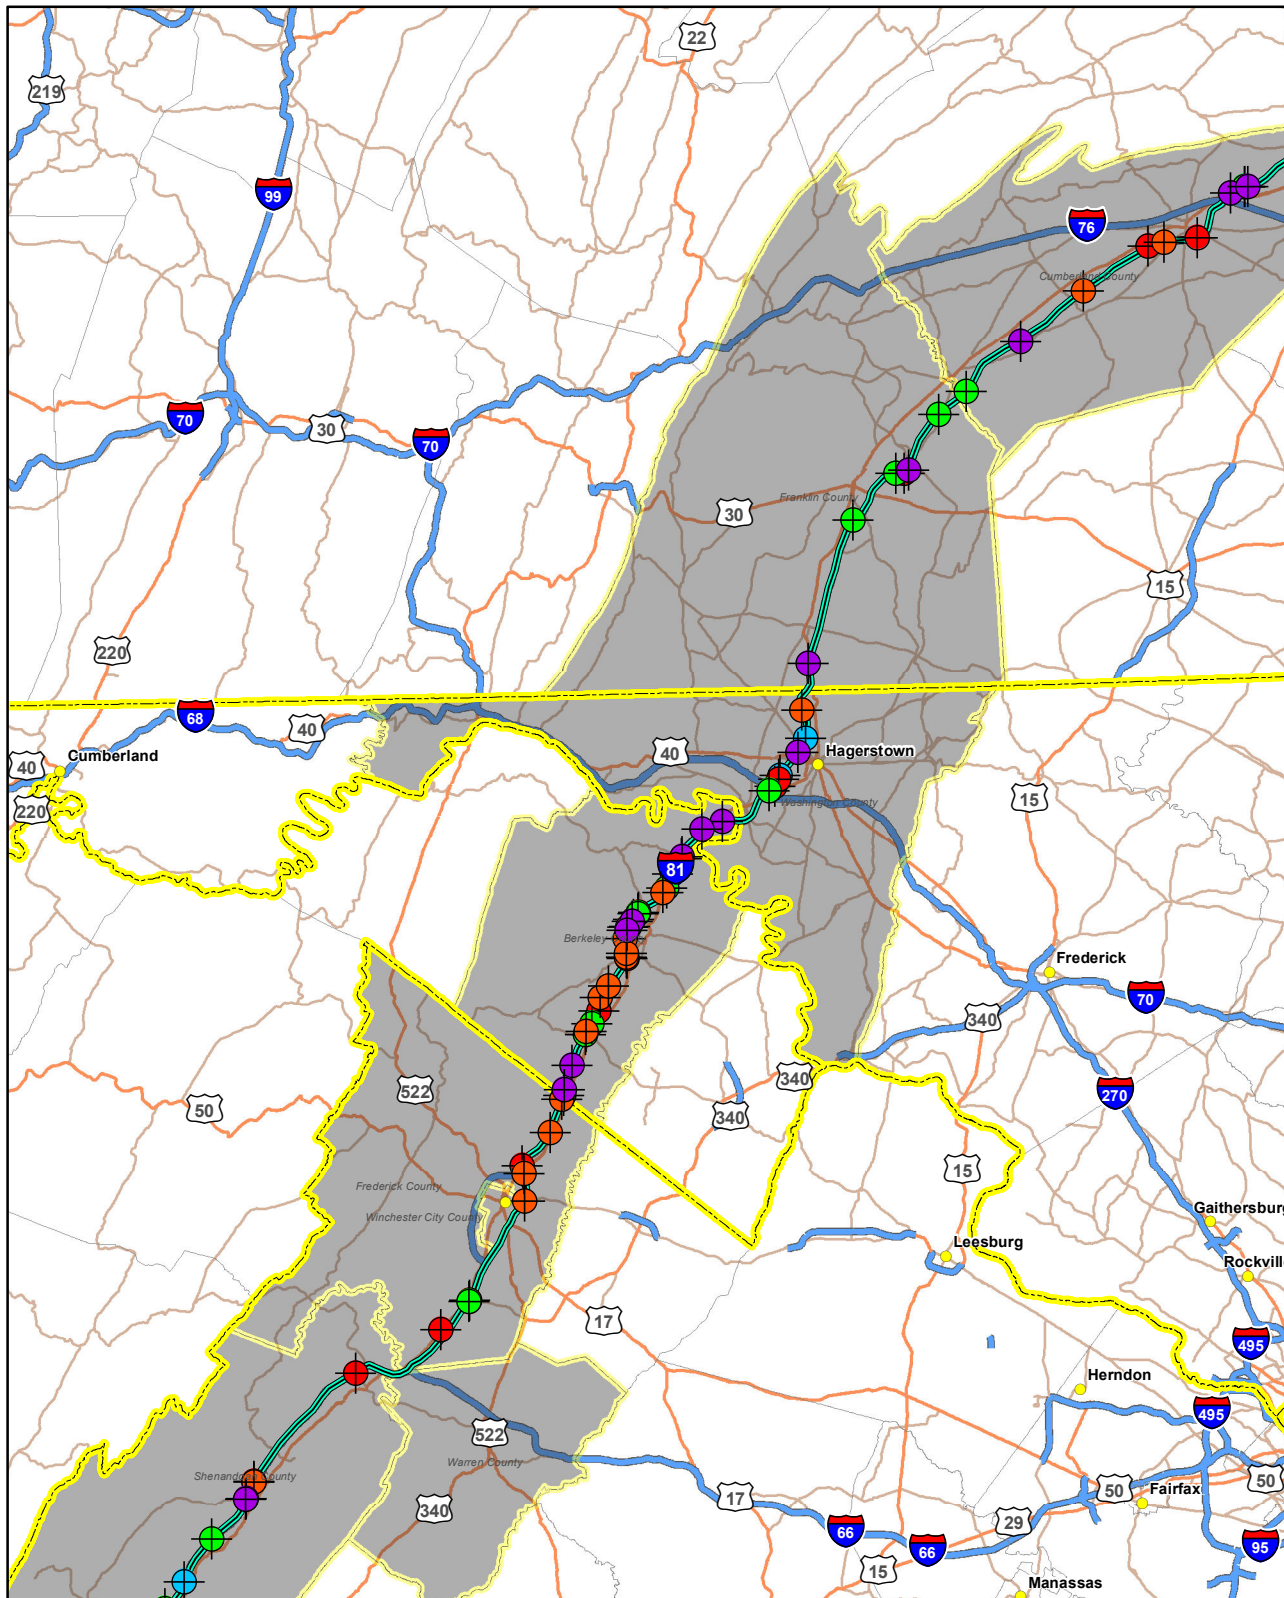 22
219
99
76
Cumberland County
70
30
70
Franklin County
30
15
220
68
40
40
Hagerstown
Cumberland
40
15
220
Washington County
81
Berkeley
Frederick
70
340
340
522
270
50
340
15
Frederick County
Winchester City County
Gaithersburg
Leesburg
Rockville
17
495
Herndon
495
522
Warren County
Shenandoah County
50
50
17
Fairfax
340
29
66
66
95
15
Manassas